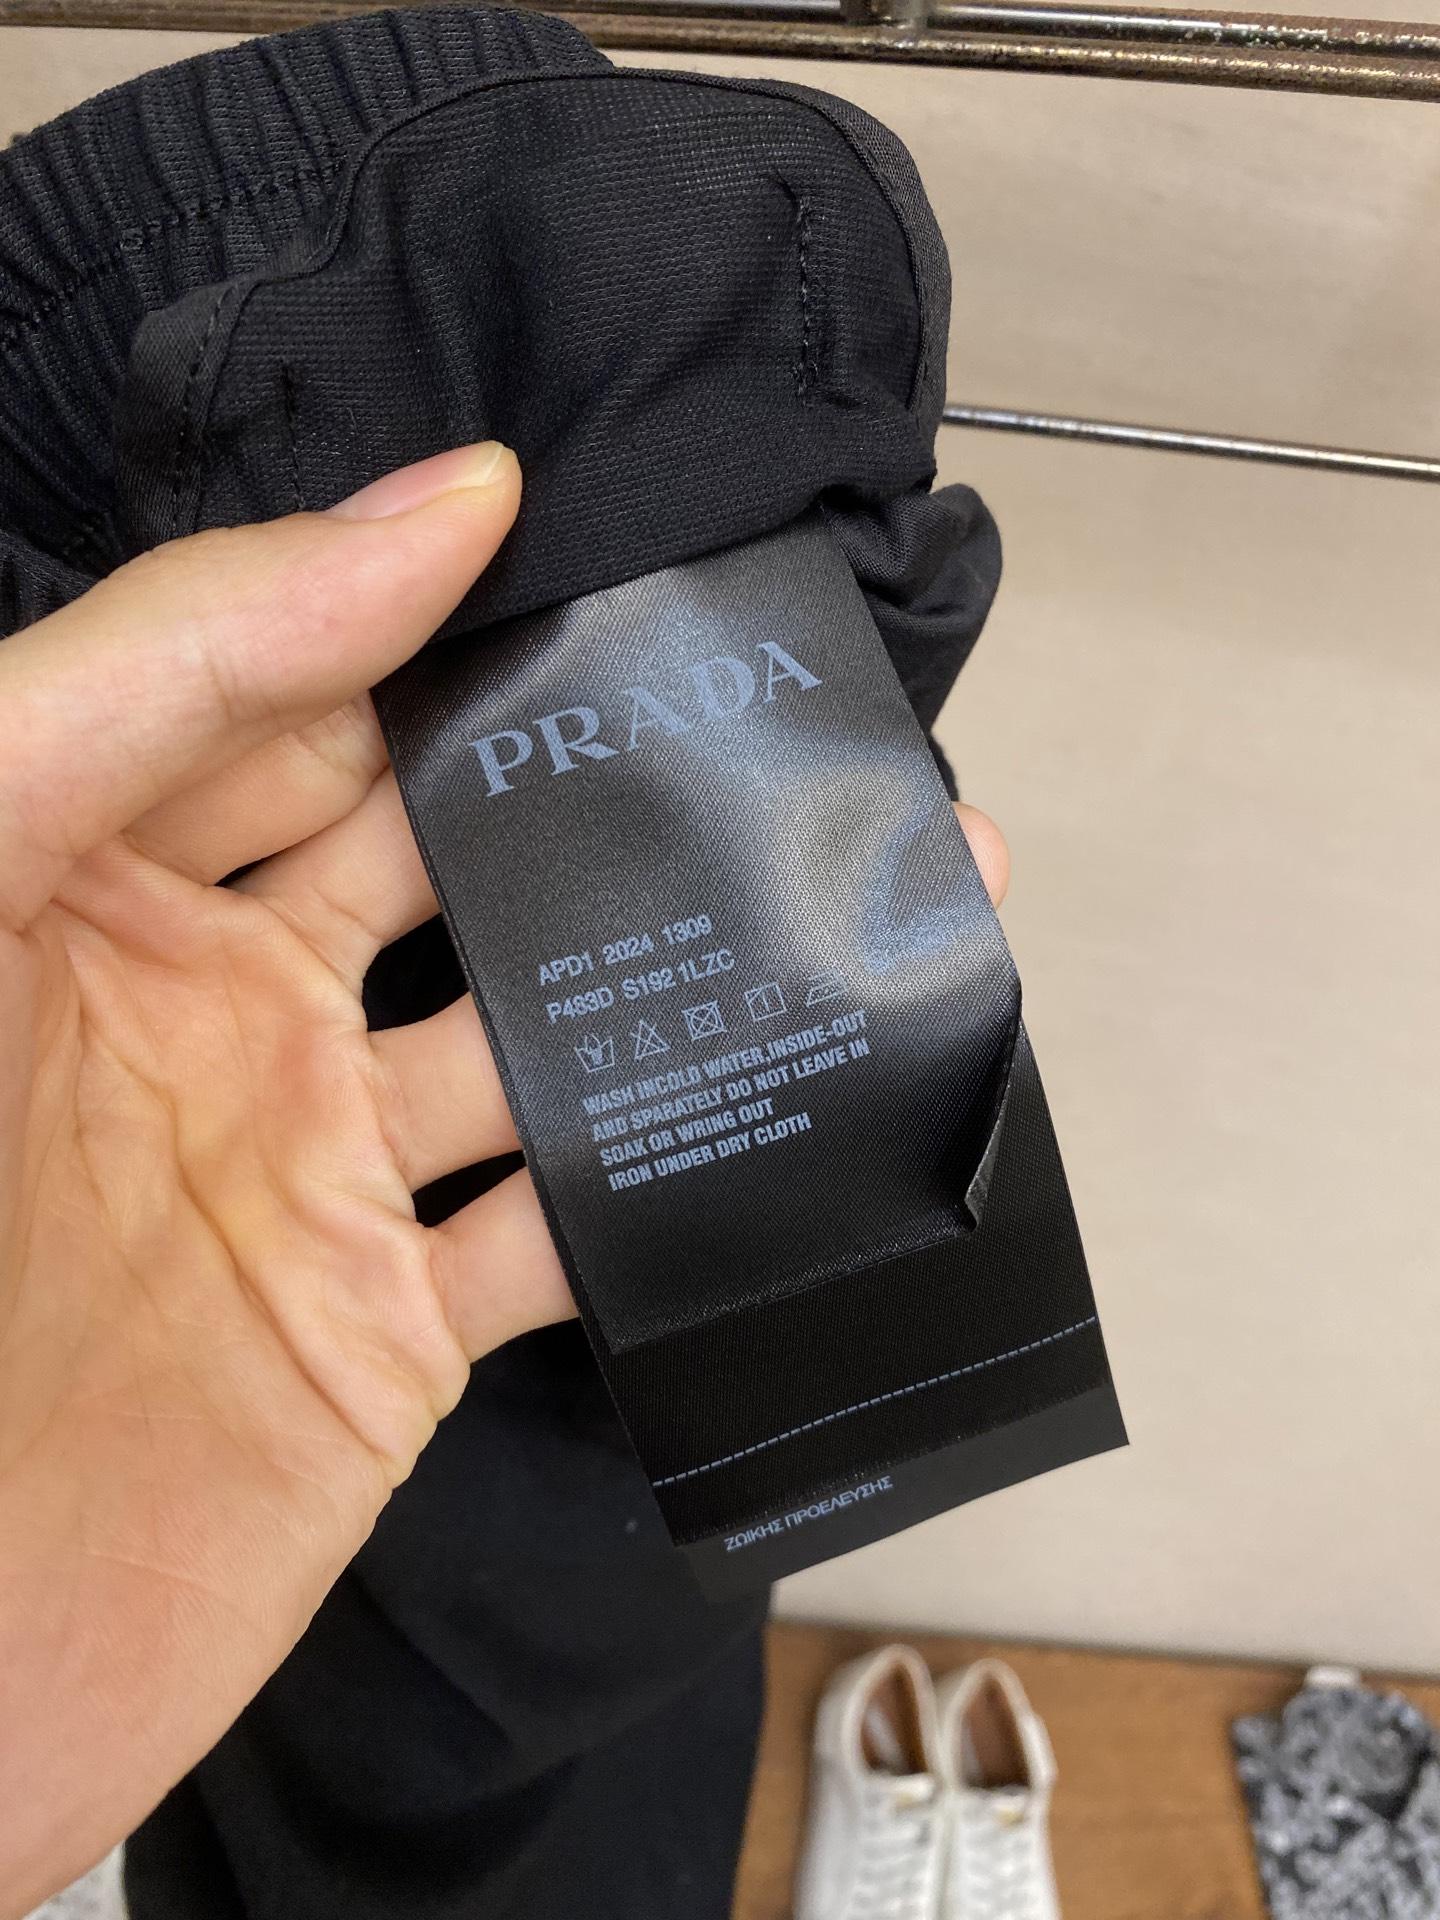 PRADA
APD1 2024 1309
P483D S192 1LZC
WASH INCOLD WATER,INSIDE-OUT
AND SPARATELY DO NOT LEAVE IN
SOAK OR WRING OUT
IRON UNDER DRY CLOTH
ΖΩΙΚΗΣ ΠΡΟΕΛΕΥΣΗΣ